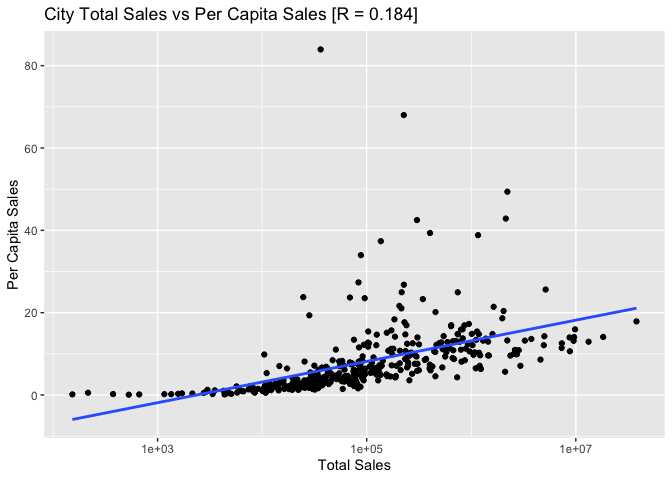 City Total Sales vs Per Capita Sales [R = 0.184]
Per Capita Sales
80
60
40
20
0
1e+03 1e+05 1e+07
Total Sales